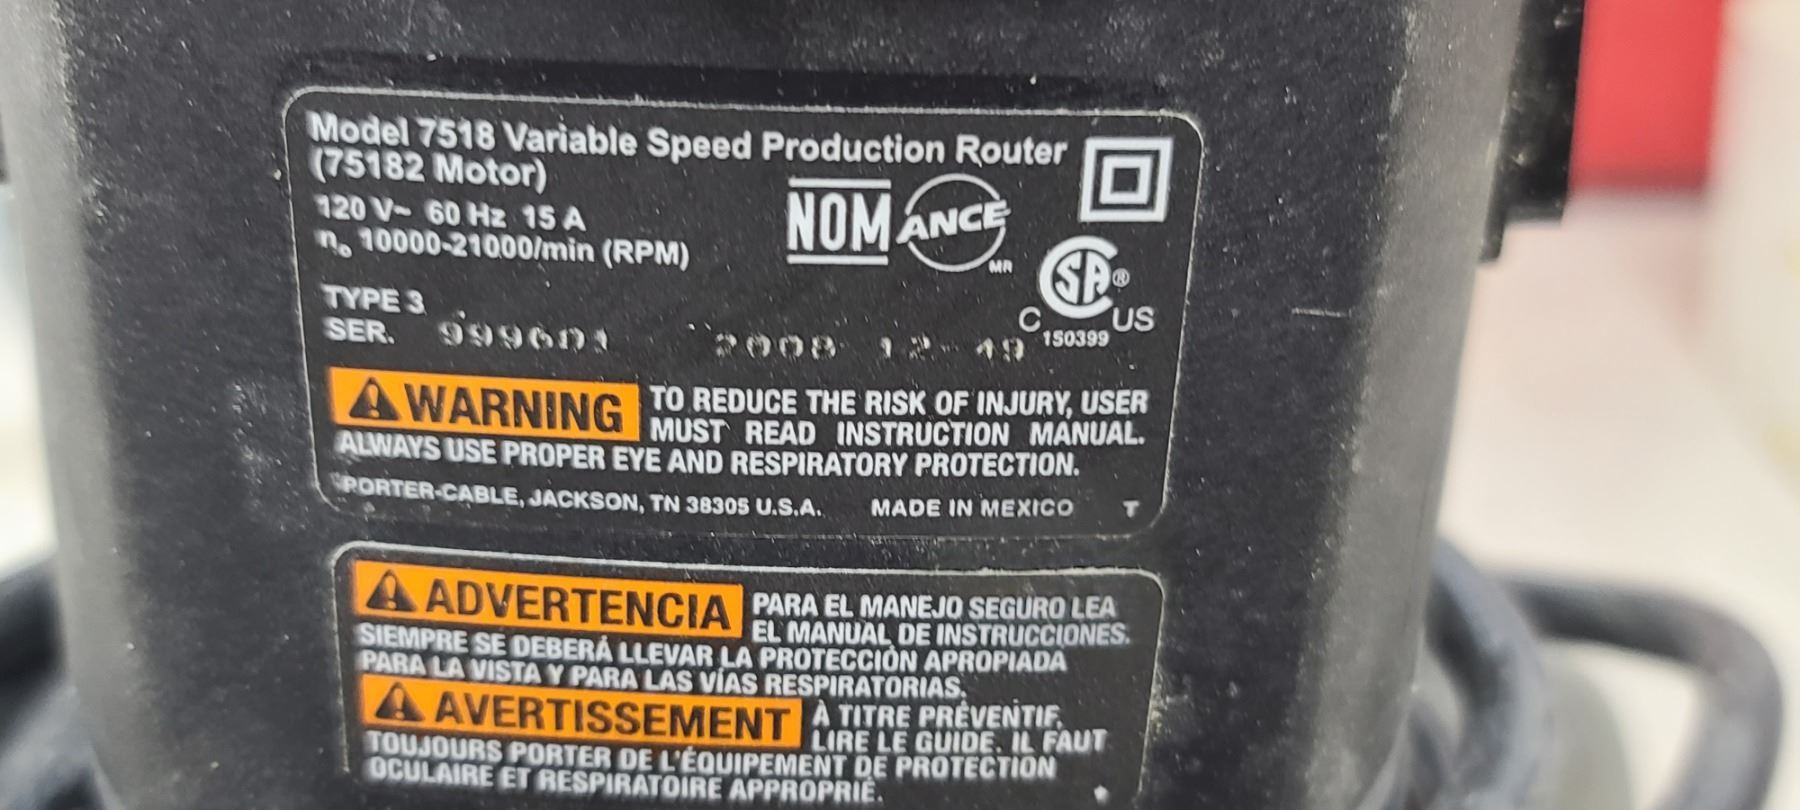 Model 7518 Variable Speed Production Router
(75182 Motor)
120 V~ 60 Hz 15 A
n₀ 10000-21000/min (RPM)
NOM ANCE
MR
SA®
C US
150399
TYPE 3
SER. 999601 2008 12-49
WARNING TO REDUCE THE RISK OF INJURY, USER
MUST READ INSTRUCTION MANUAL.
ALWAYS USE PROPER EYE AND RESPIRATORY PROTECTION.
PORTER-CABLE, JACKSON, TN 38305 U.S.A. MADE IN MEXICO T
ADVERTENCIA PARA EL MANEJO SEGURO LEA
EL MANUAL DE INSTRUCCIONES.
SIEMPRE SE DEBERÁ LLEVAR LA PROTECCIÓN APROPIADA
PARA LA VISTA Y PARA LAS VÍAS RESPIRATORIAS.
AVERTISSEMENT À TITRE PRÉVENTIF,
LIRE LE GUIDE. IL FAUT
TOUJOURS PORTER DE L'ÉQUIPEMENT DE PROTECTION
OCULAIRE ET RESPIRATOIRE APPROPRIÉ.